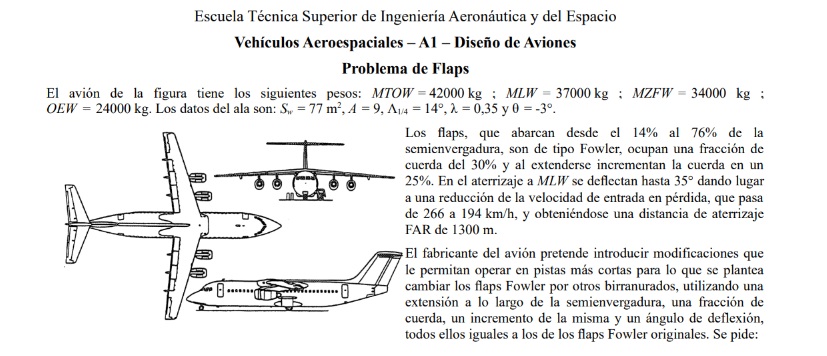 Escuela Técnica Superior de Ingeniería Aeronáutica y del Espacio
Vehículos Aeroespaciales – A1 – Diseño de Aviones
Problema de Flaps
El avión de la figura tiene los siguientes pesos: MTOW = 42000 kg ; MLW = 37000 kg ; MZFW = 34000 kg ;
OEW = 24000 kg. Los datos del ala son: Sw = 77 m², A = 9, Λ1/4 = 14°, λ = 0,35 y θ = -3°.
Los flaps, que abarcan desde el 14% al 76% de la
semienvergadura, son de tipo Fowler, ocupan una fracción de
cuerda del 30% y al extenderse incrementan la cuerda en un
25%. En el aterrizaje a MLW se deflectan hasta 35° dando lugar
a una reducción de la velocidad de entrada en pérdida, que pasa
de 266 a 194 km/h, y obteniéndose una distancia de aterrizaje
FAR de 1300 m.
El fabricante del avión pretende introducir modificaciones que
le permitan operar en pistas más cortas para lo que se plantea
cambiar los flaps Fowler por otros birranurados, utilizando una
extensión a lo largo de la semienvergadura, una fracción de
cuerda, un incremento de la misma y un ángulo de deflexión,
todos ellos iguales a los de los flaps Fowler originales. Se pide: